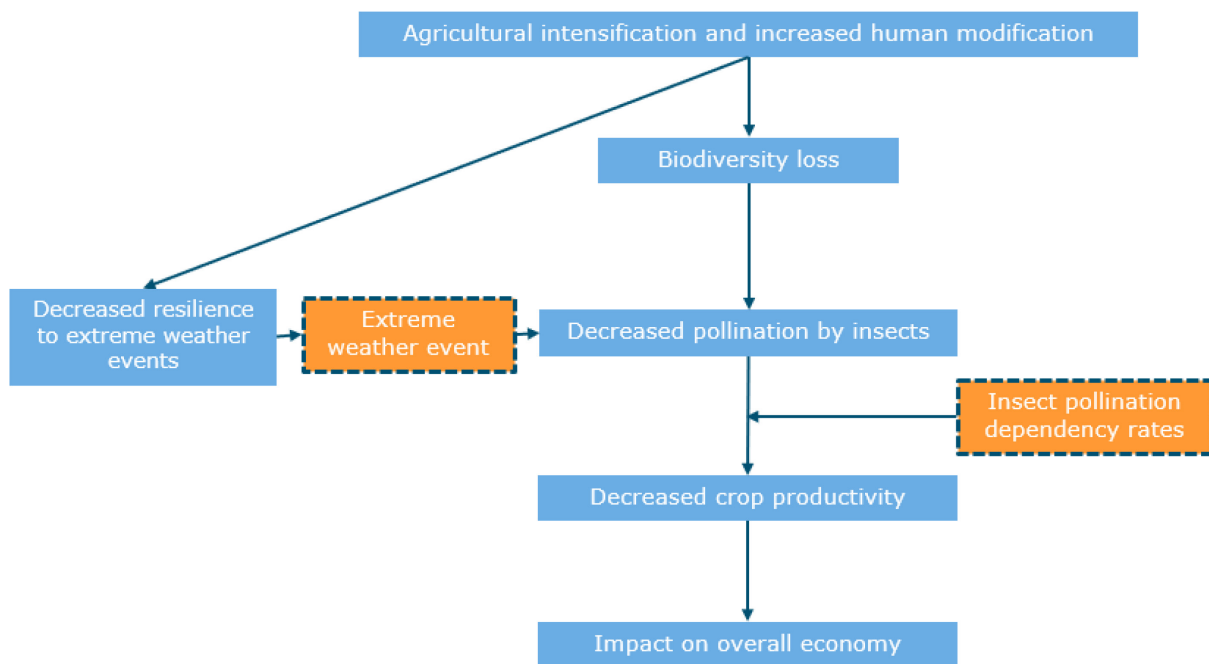 Agricultural intensification and increased human modification
Biodiversity loss
Decreased resilience
to extreme weather
events
Extreme
weather event
Decreased pollination by insects
Insect pollination
dependency rates
Decreased crop productivity
Impact on overall economy